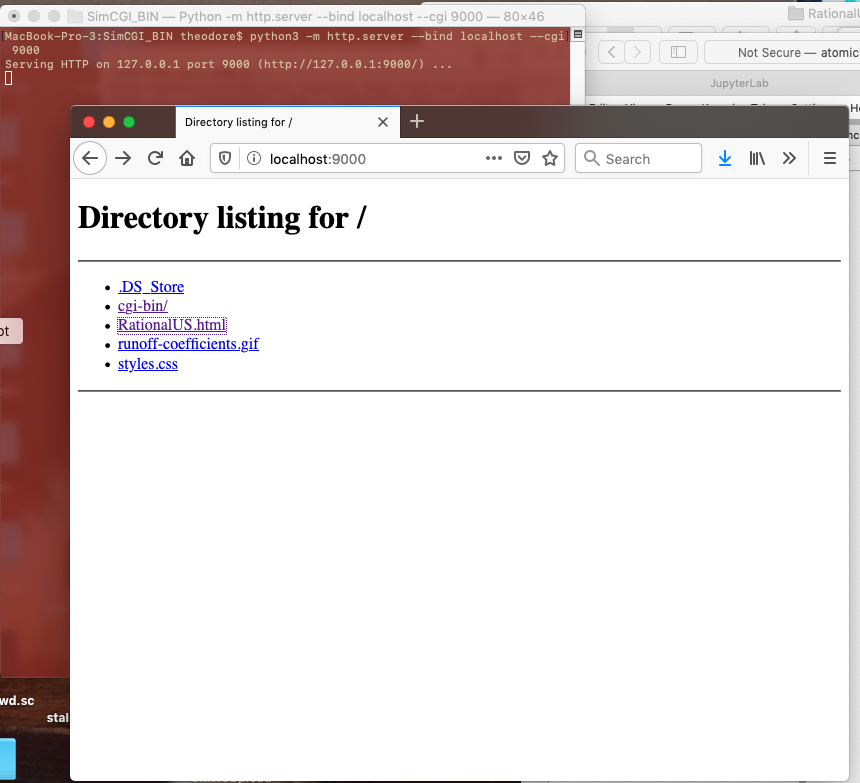 SimCGI_BIN — Python -m http.server --bind localhost --cgi 9000 — 80×46
MacBook-Pro-3:SimCGI_BIN theodore$ python3 -m http.server --bind localhost --cgi
9000
Serving HTTP on 127.0.0.1 port 9000 (http://127.0.0.1:9000/) ...
RationalU
Not Secure — atomic
JupyterLab
Directory listing for /
localhost:9000
Search
Directory listing for /
.DS_Store
cgi-bin/
RationalUS.html
runoff-coefficients.gif
styles.css
ot
wd.sc
stal